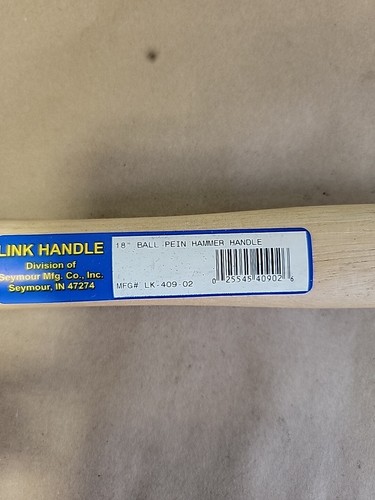 LINK HANDLE
Division of
Seymour Mfg. Co., Inc.
Seymour, IN 47274
18" BALL PEIN HAMMER HANDLE
MFG# LK-409-02
0 25545 40902 6